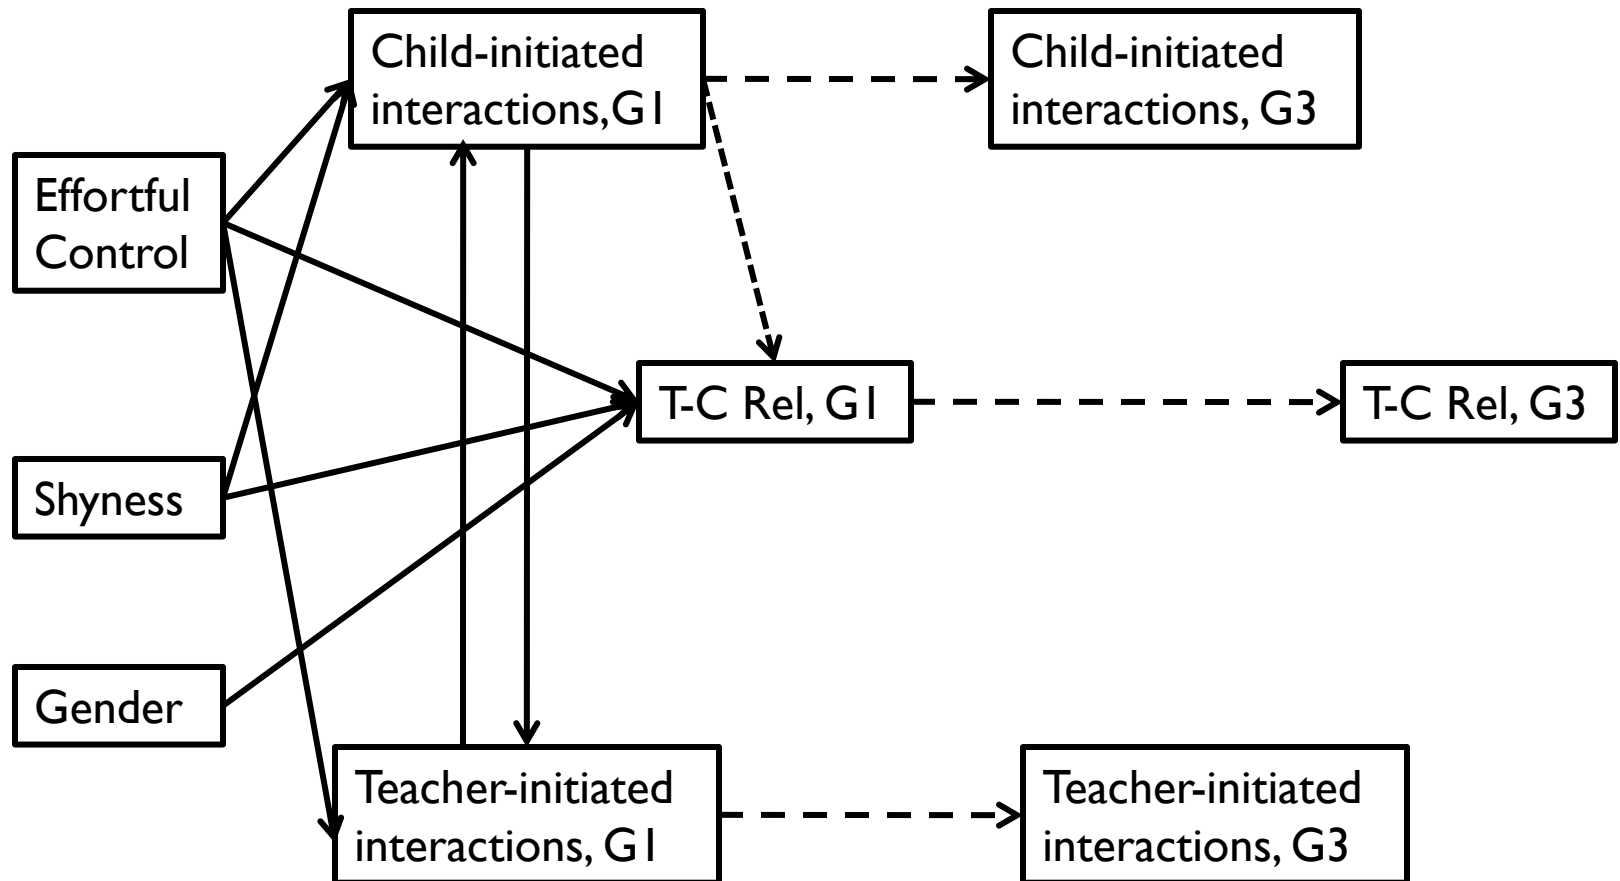 Child-initiated
interactions,G1
Child-initiated
interactions, G3
Effortful
Control
T-C Rel, G1
T-C Rel, G3
Shyness
Gender
Teacher-initiated
interactions, G1
Teacher-initiated
interactions, G3